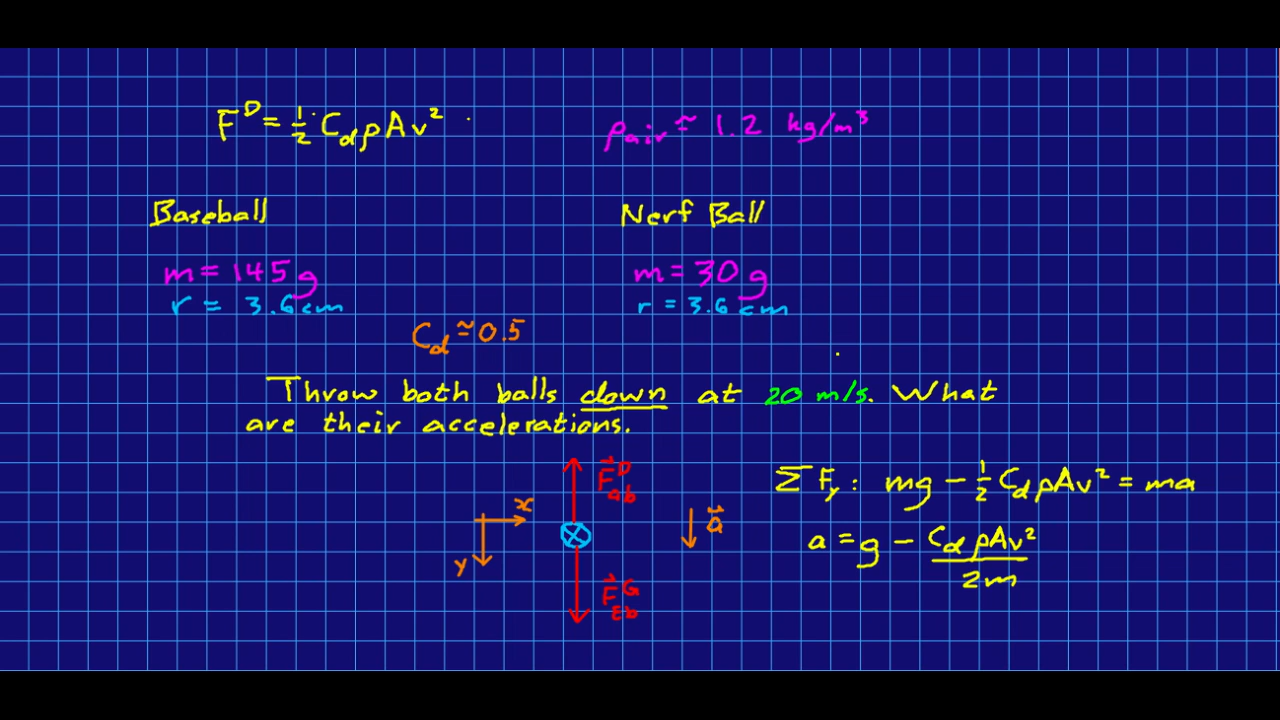 F^D = ½ C_d ρ A v²
ρ_air ≈ 1.2 kg/m³
Baseball
Nerf Ball
m = 145g
m = 30g
r = 3.6 cm
r = 3.6 cm
C_d ≈ 0.5
Throw both balls down at 20 m/s. What
are their accelerations.
F^D_ab
ΣF_y: mg - ½ C_d ρ A v² = ma
x
a
y
a = g - C_d ρ A v² / 2m
F^G_Eb